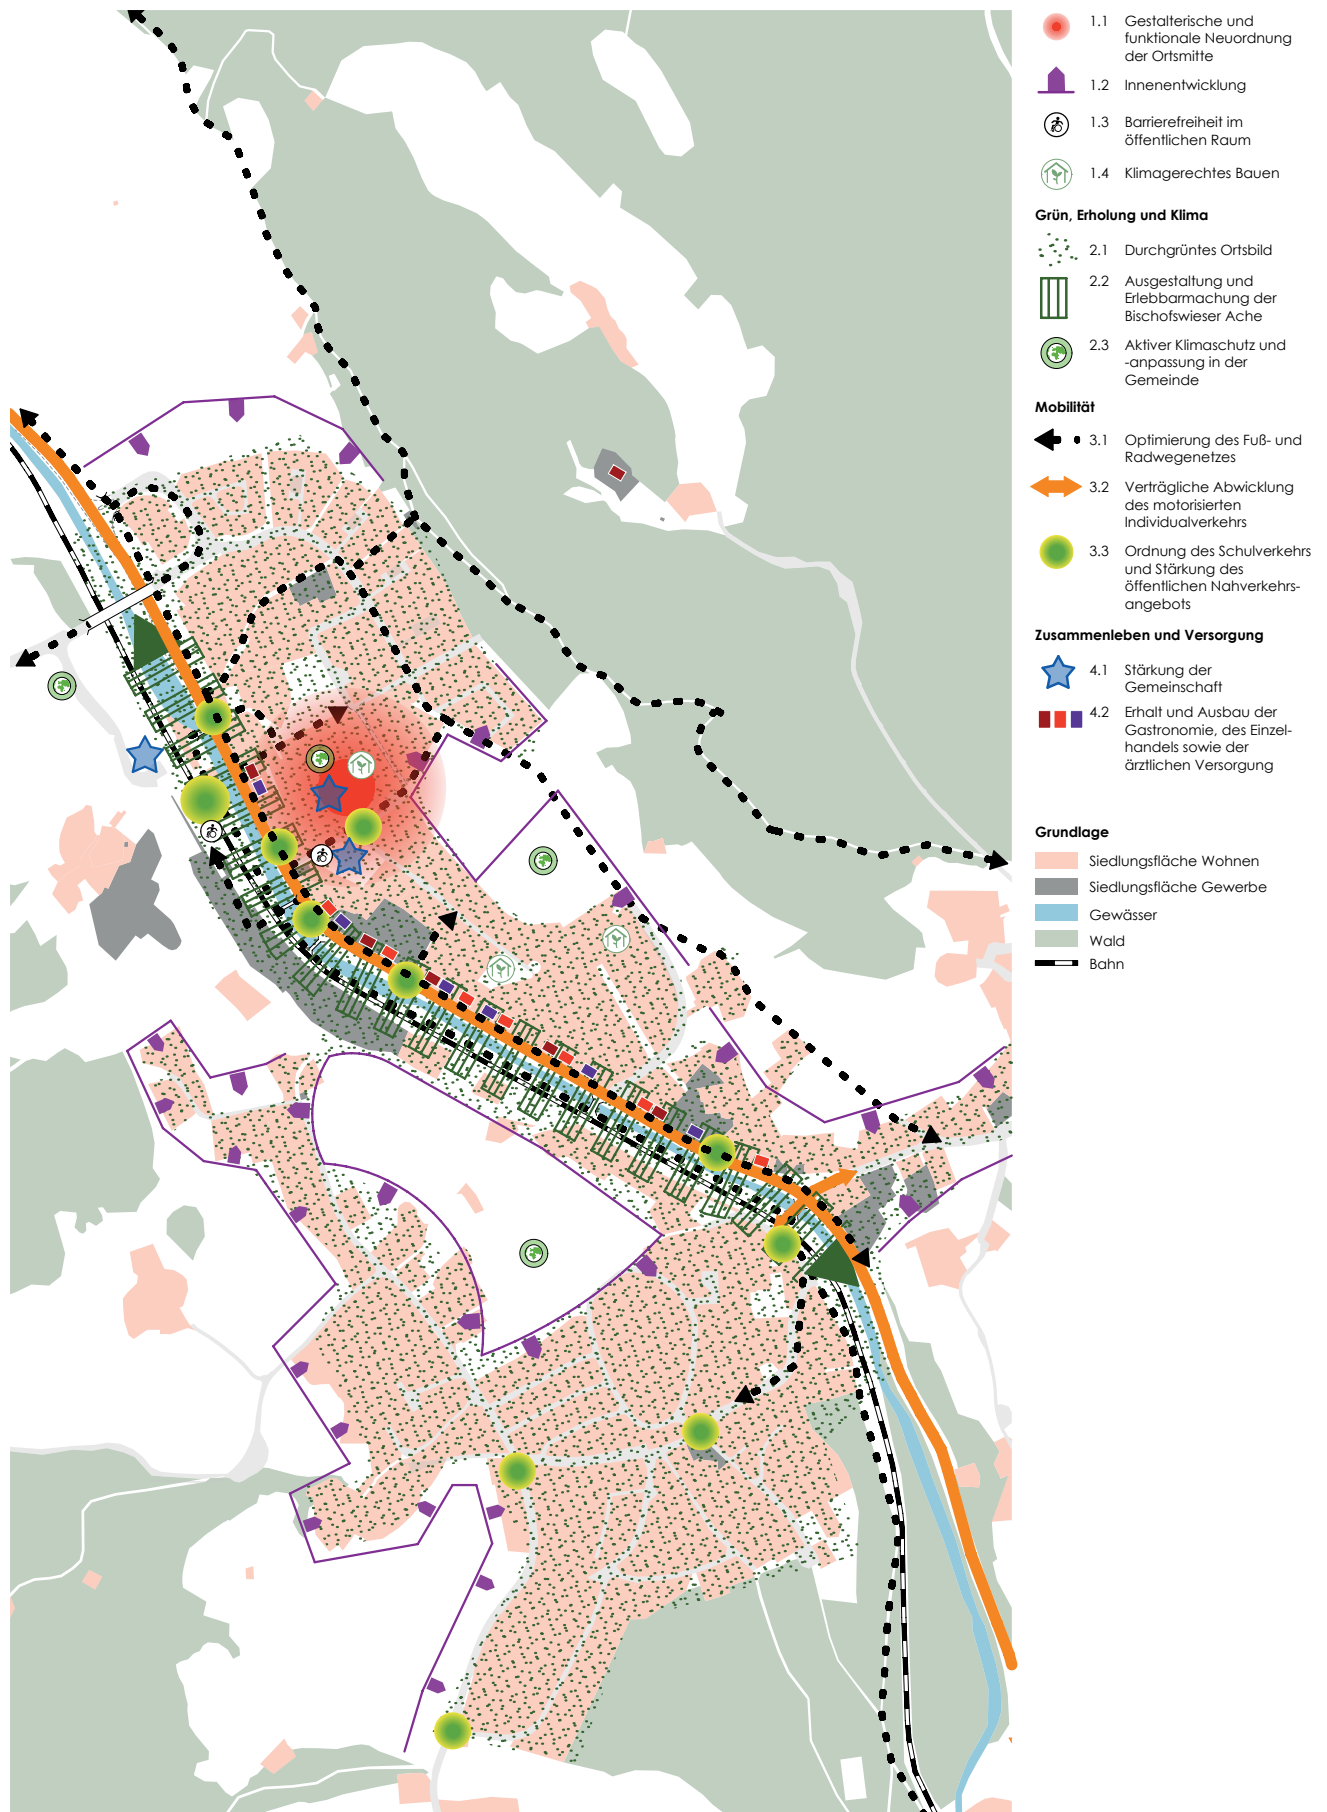 1.1 Gestalterische und
funktionale Neuordnung
der Ortsmitte
1.2 Innenentwicklung
1.3 Barrierefreiheit im
öffentlichen Raum
1.4 Klimagerechtes Bauen
Grün, Erholung und Klima
2.1 Durchgrüntes Ortsbild
2.2 Ausgestaltung und
Erlebbarmachung der
Bischofswieser Ache
2.3 Aktiver Klimaschutz und
-anpassung in der
Gemeinde
Mobilität
3.1 Optimierung des Fuß- und
Radwegenetzes
3.2 Verträgliche Abwicklung
des motorisierten
Individualverkehrs
3.3 Ordnung des Schulverkehrs
und Stärkung des
öffentlichen Nahverkehrs-
angebots
Zusammenleben und Versorgung
4.1 Stärkung der
Gemeinschaft
4.2 Erhalt und Ausbau der
Gastronomie, des Einzel-
handels sowie der
ärztlichen Versorgung
Grundlage
Siedlungsfläche Wohnen
Siedlungsfläche Gewerbe
Gewässer
Wald
Bahn